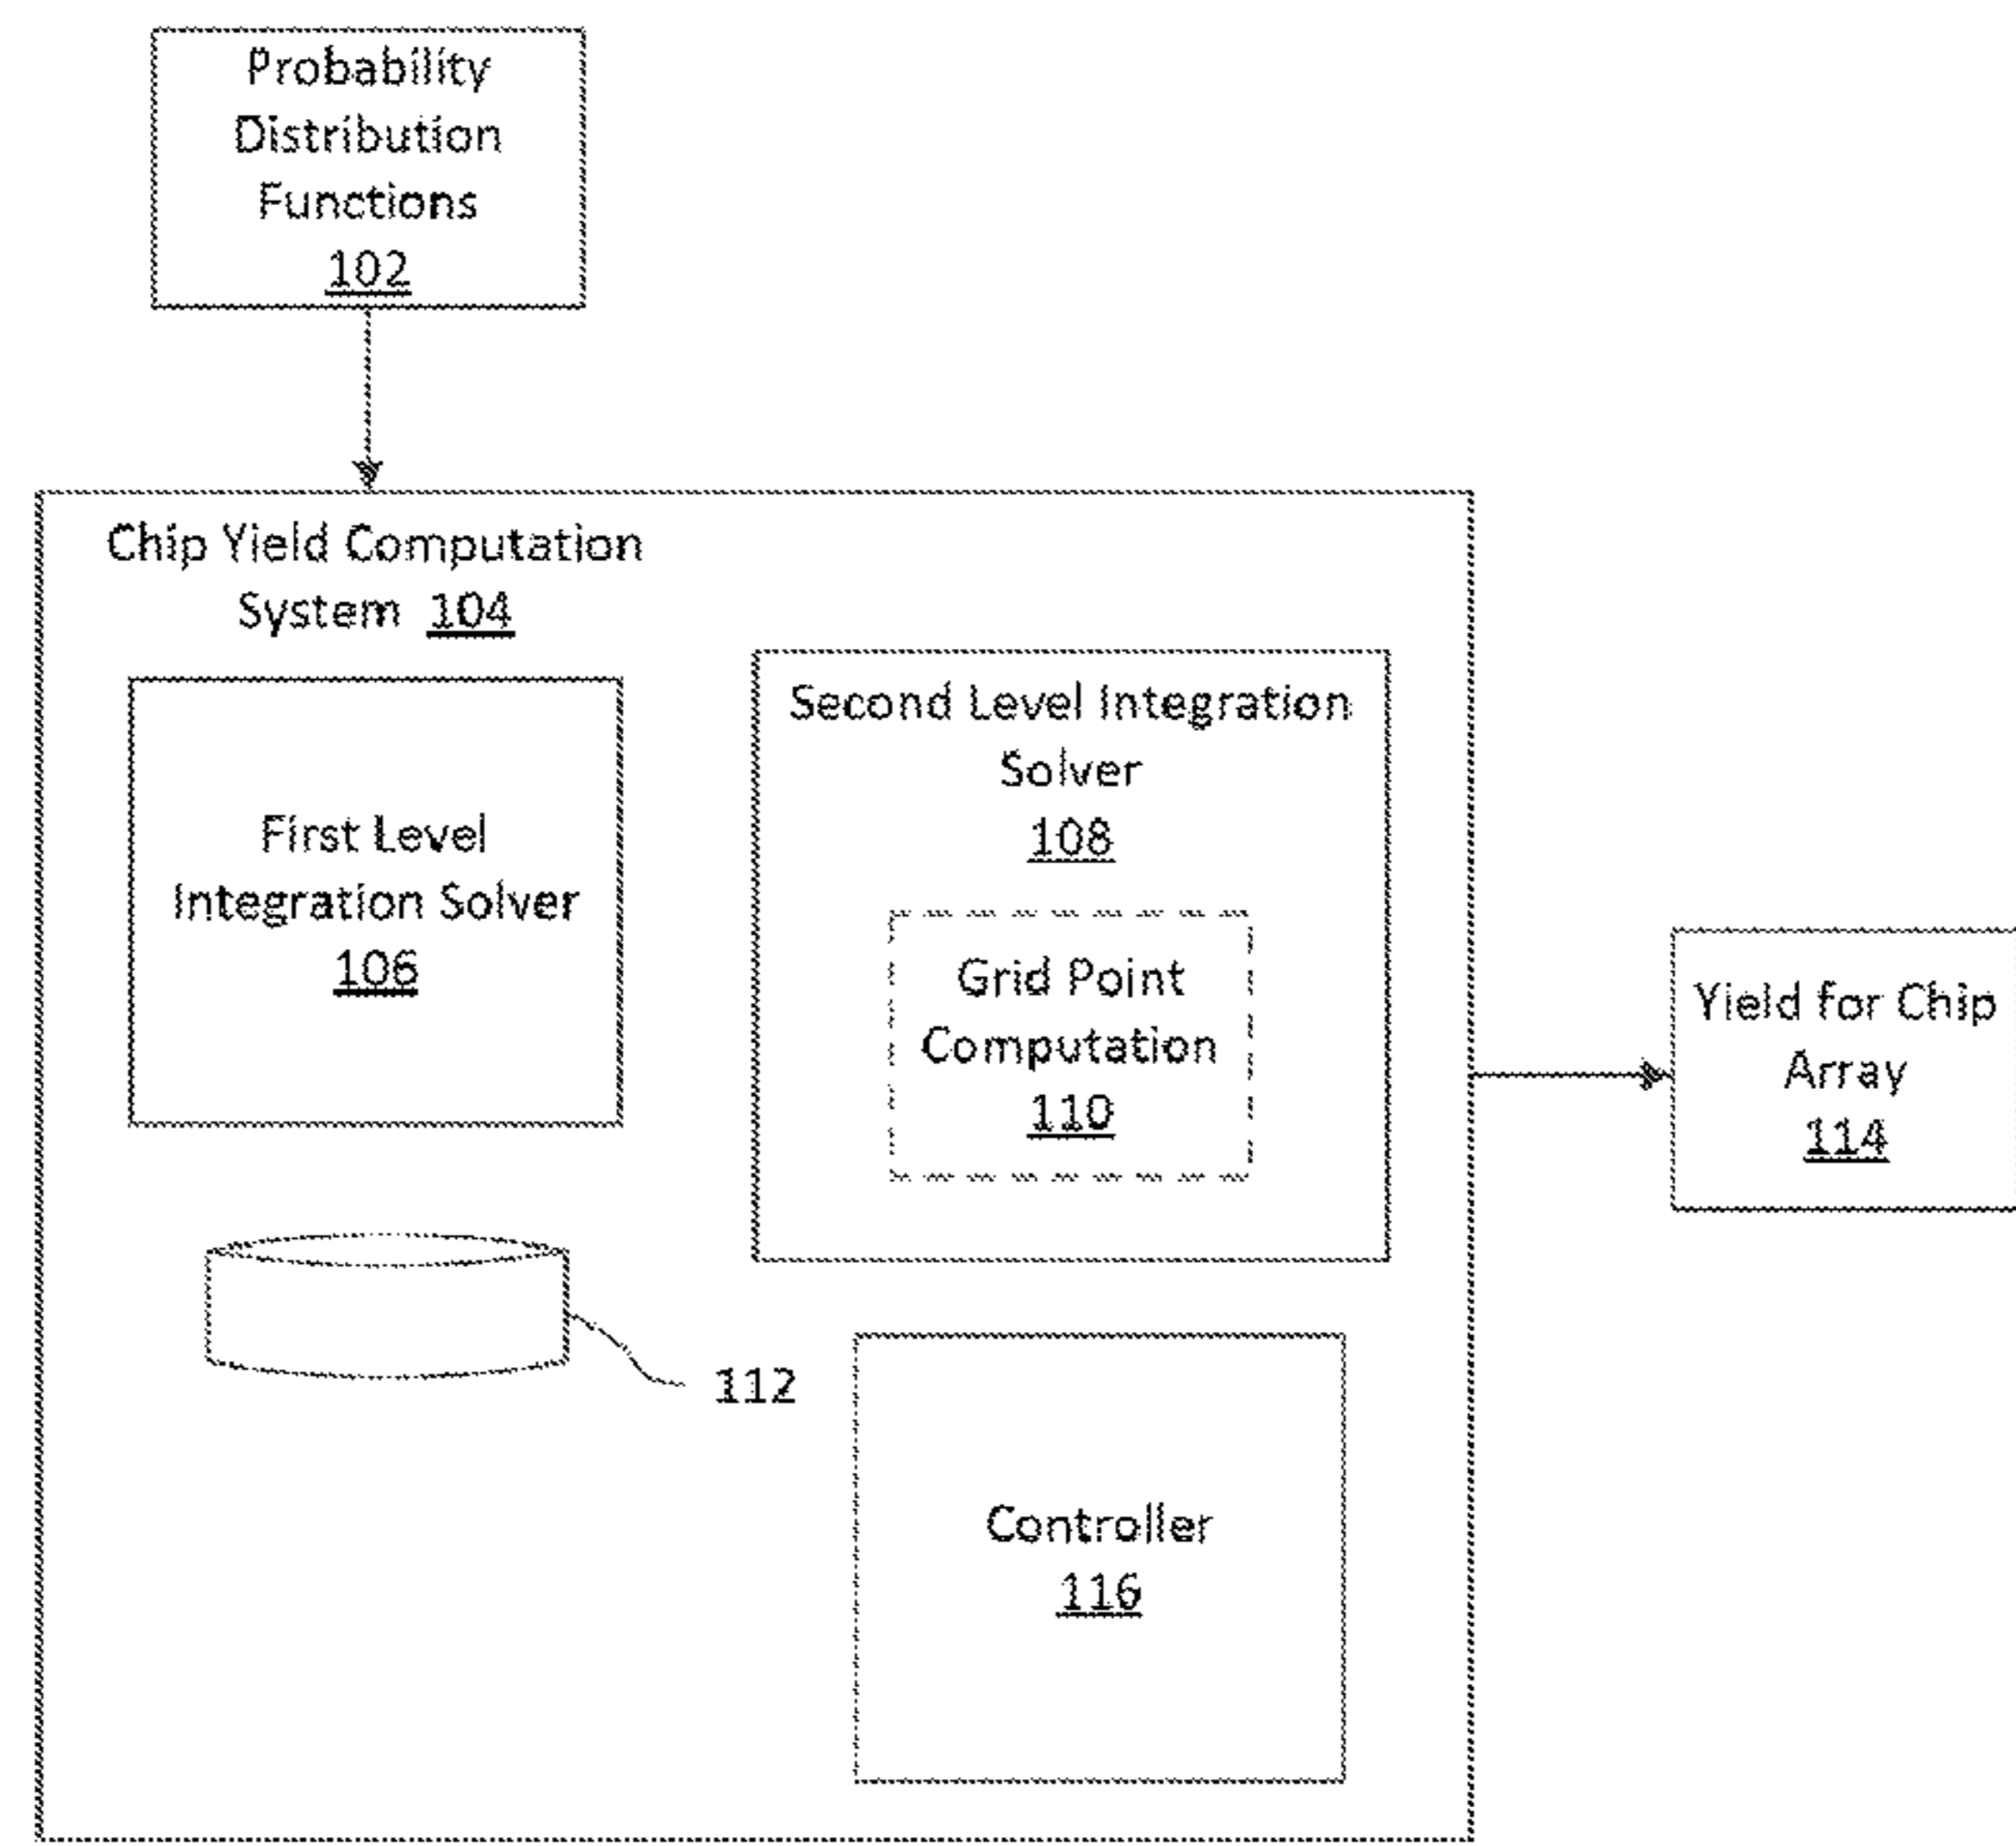 Probability
Distribution
Functions
102
Chip Yield Computation
System 104
First Level
Integration Solver
106
Second Level Integration
Solver
108
Grid Point
Computation
110
Yield for Chip
Array
114
112
Controller
116